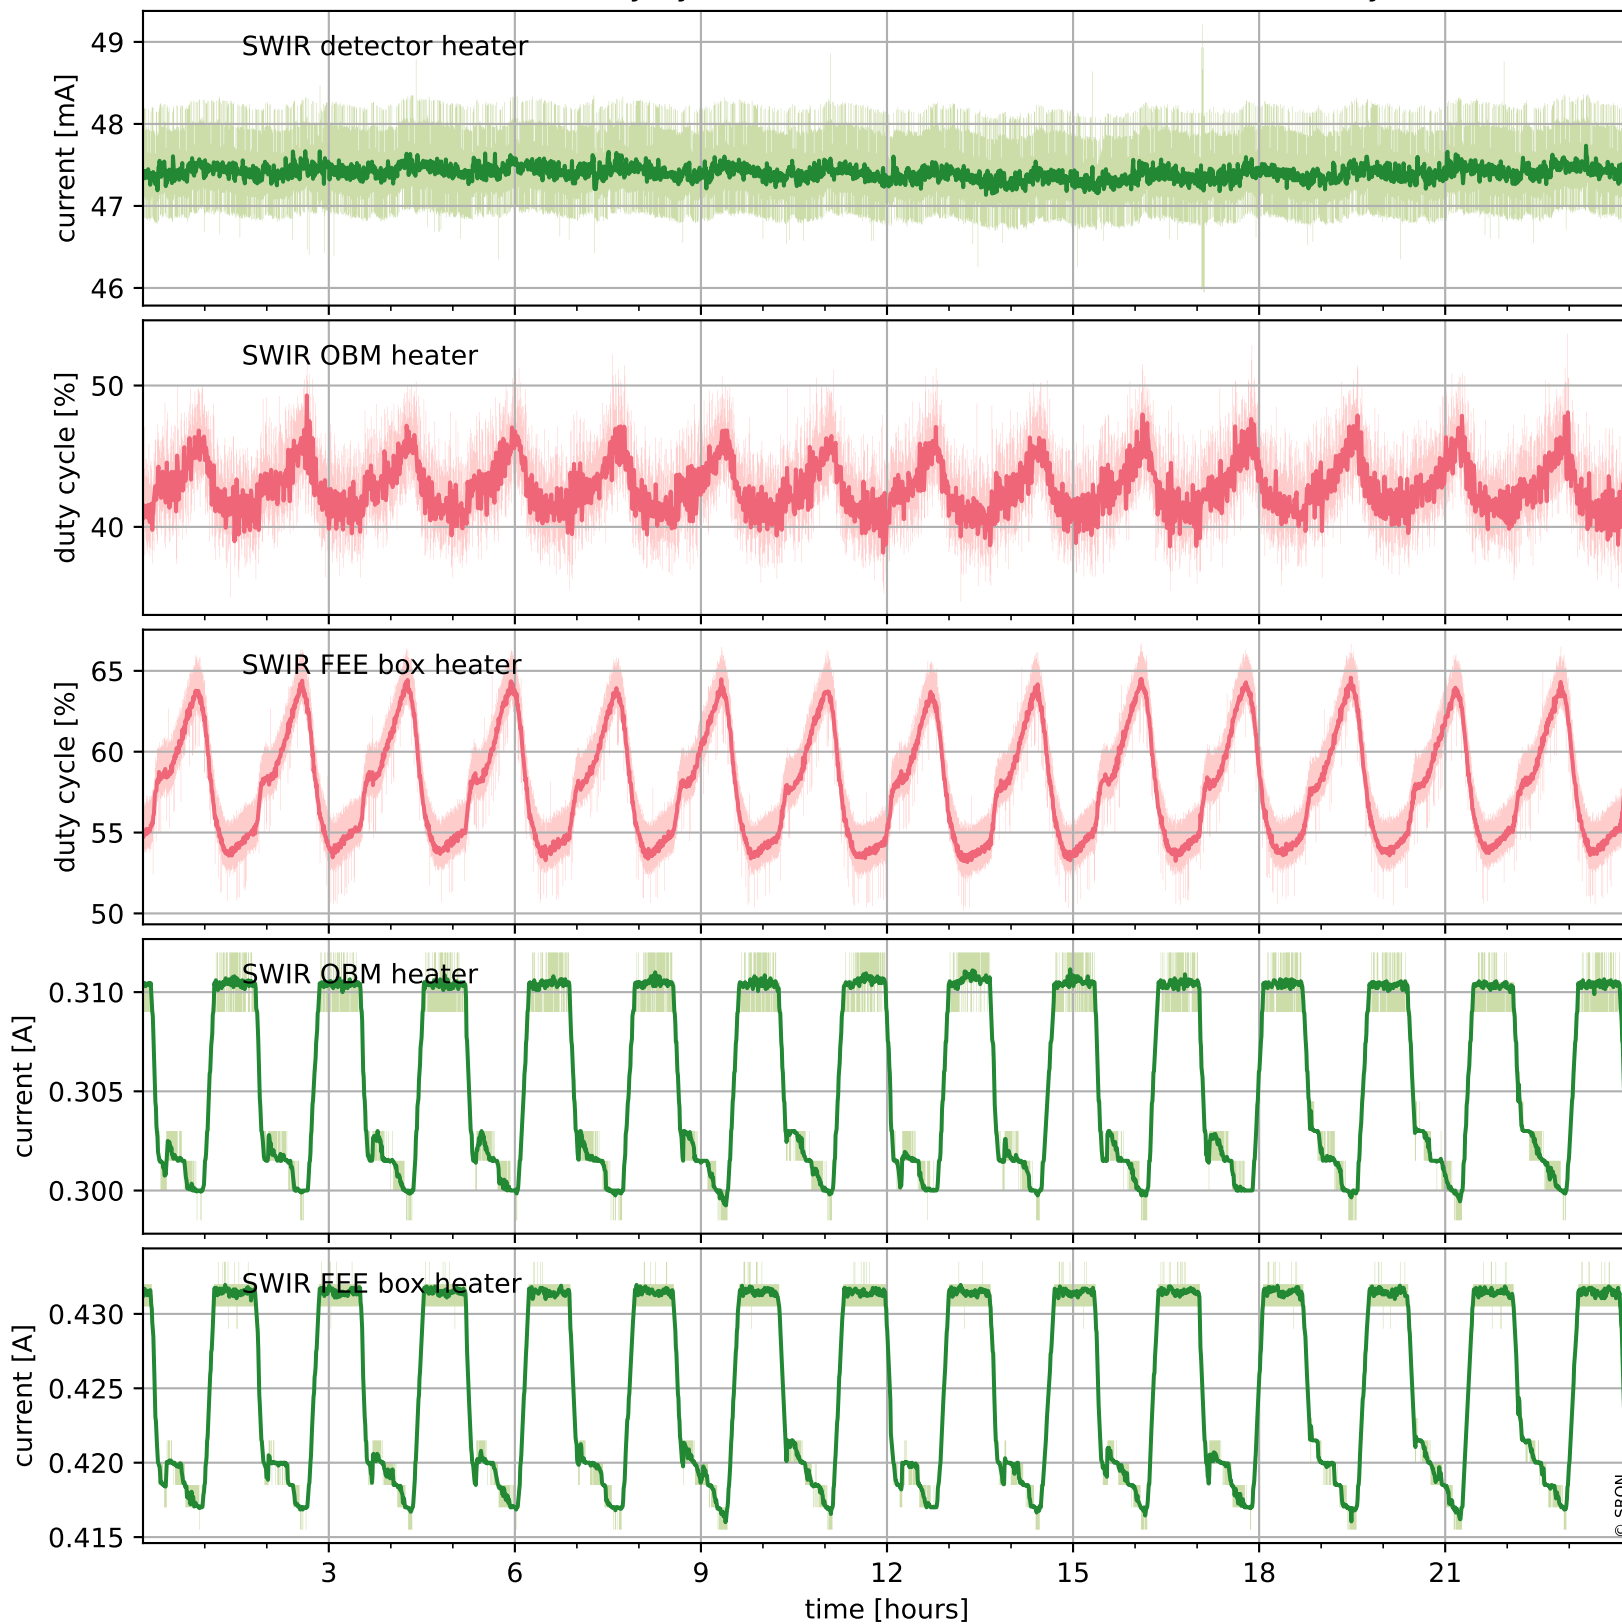 SWIR detector heater
49
48
47
46
current [mA]
SWIR OBM heater
50
40
duty cycle [%]
SWIR FEE box heater
65
60
55
50
duty cycle [%]
SWIR OBM heater
0.310
0.305
0.300
current [A]
SWIR FEE box heater
0.430
0.425
0.420
0.415
current [A]
© SRON
3 6 9 12 15 18 21
time [hours]